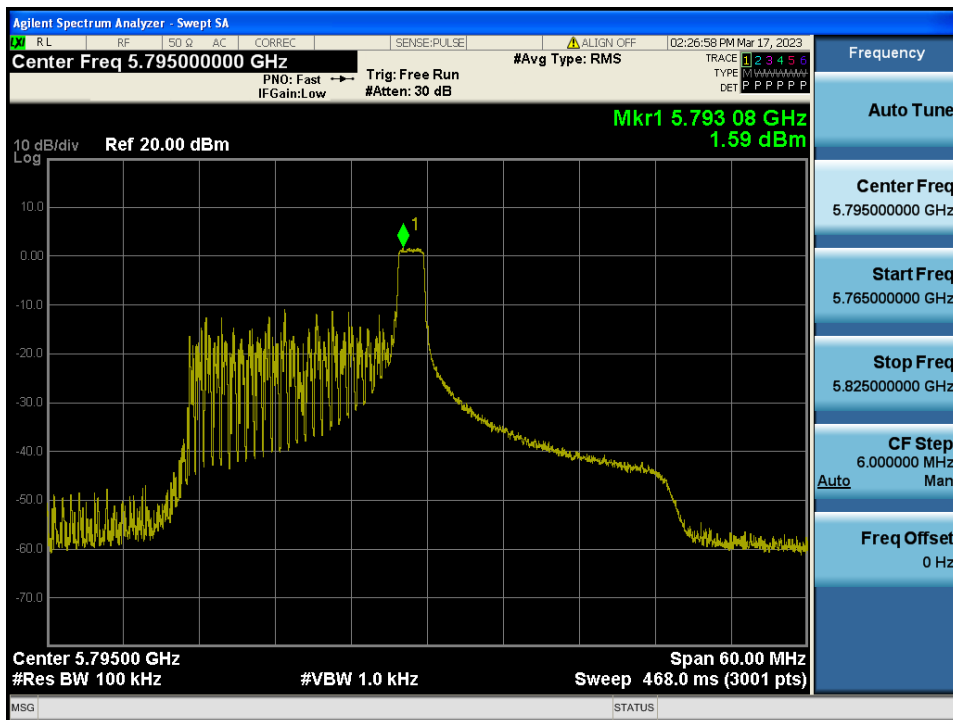 Agilent Spectrum Analyzer - Swept SA
LXI RL RF 50 Ω AC CORREC SENSE:PULSE ALIGN OFF 02:26:58 PM Mar 17, 2023
Center Freq 5.795000000 GHz
PNO: Fast
IFGain:Low
Trig: Free Run
#Atten: 30 dB
#Avg Type: RMS
TRACE 1 2 3 4 5 6
TYPE M WWWWW
DET P P P P P P
Mkr1 5.793 08 GHz
1.59 dBm
10 dB/div
Log
Ref 20.00 dBm
10.0
0.00
-10.0
-20.0
-30.0
-40.0
-50.0
-60.0
-70.0
1
Center 5.79500 GHz
Span 60.00 MHz
#Res BW 100 kHz
#VBW 1.0 kHz
Sweep 468.0 ms (3001 pts)
MSG
STATUS
Frequency
Auto Tune
Center Freq
5.795000000 GHz
Start Freq
5.765000000 GHz
Stop Freq
5.825000000 GHz
CF Step
6.000000 MHz
Auto Man
Freq Offset
0 Hz